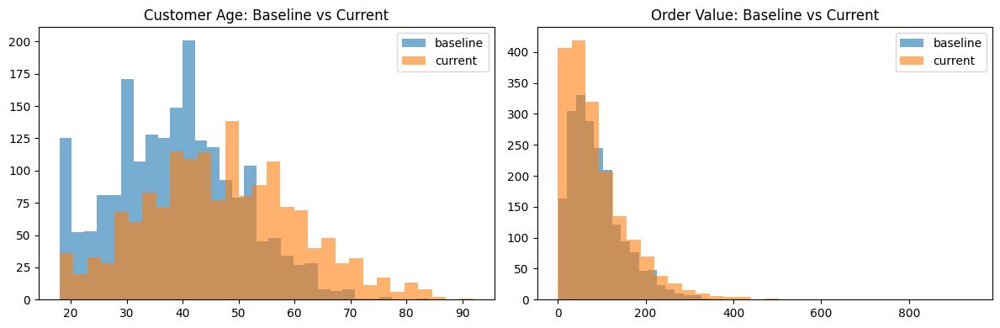 Customer Age: Baseline vs Current
200
175
150
125
100
75
50
25
0
20 30 40 50 60 70 80 90
baseline
current
Order Value: Baseline vs Current
400
350
300
250
200
150
100
50
0
0 200 400 600 800
baseline
current